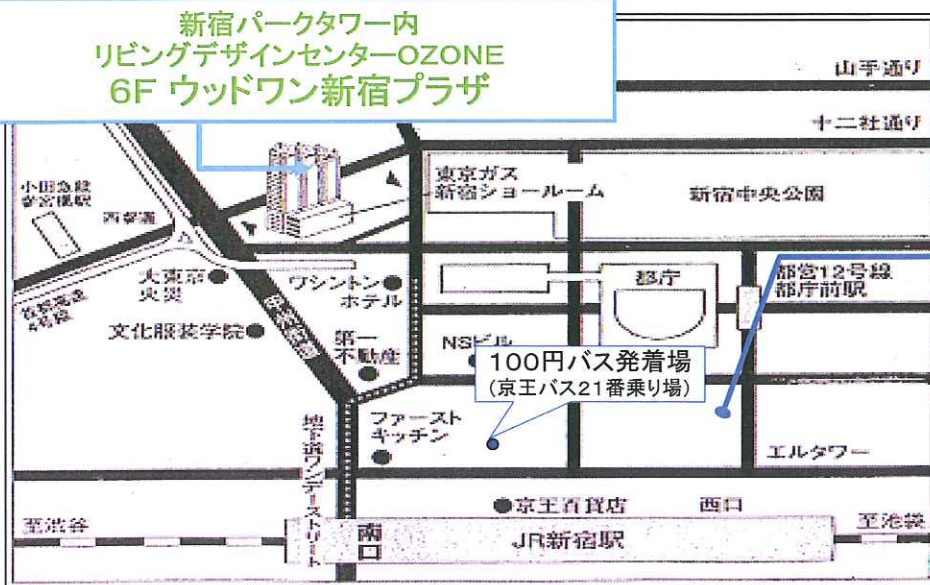 新宿パークタワー内
リビングデザインセンターOZONE
6F ウッドワン新宿プラザ
山手通り
十二社通り
東京ガス
新宿ショールーム
新宿中央公園
小田急線
参宮橋駅
西参道
大東京
火災
ワシントン
ホテル
都庁
都営12号線
都庁前駅
首都高速
4号線
文化服装学院
甲州街道
第一
不動産
NSビル
100円バス発着場
(京王バス21番乗り場)
ファースト
キッチン
エルタワー
地下道ワンデーストリート
京王百貨店
西口
至渋谷
南口
JR新宿駅
至池袋